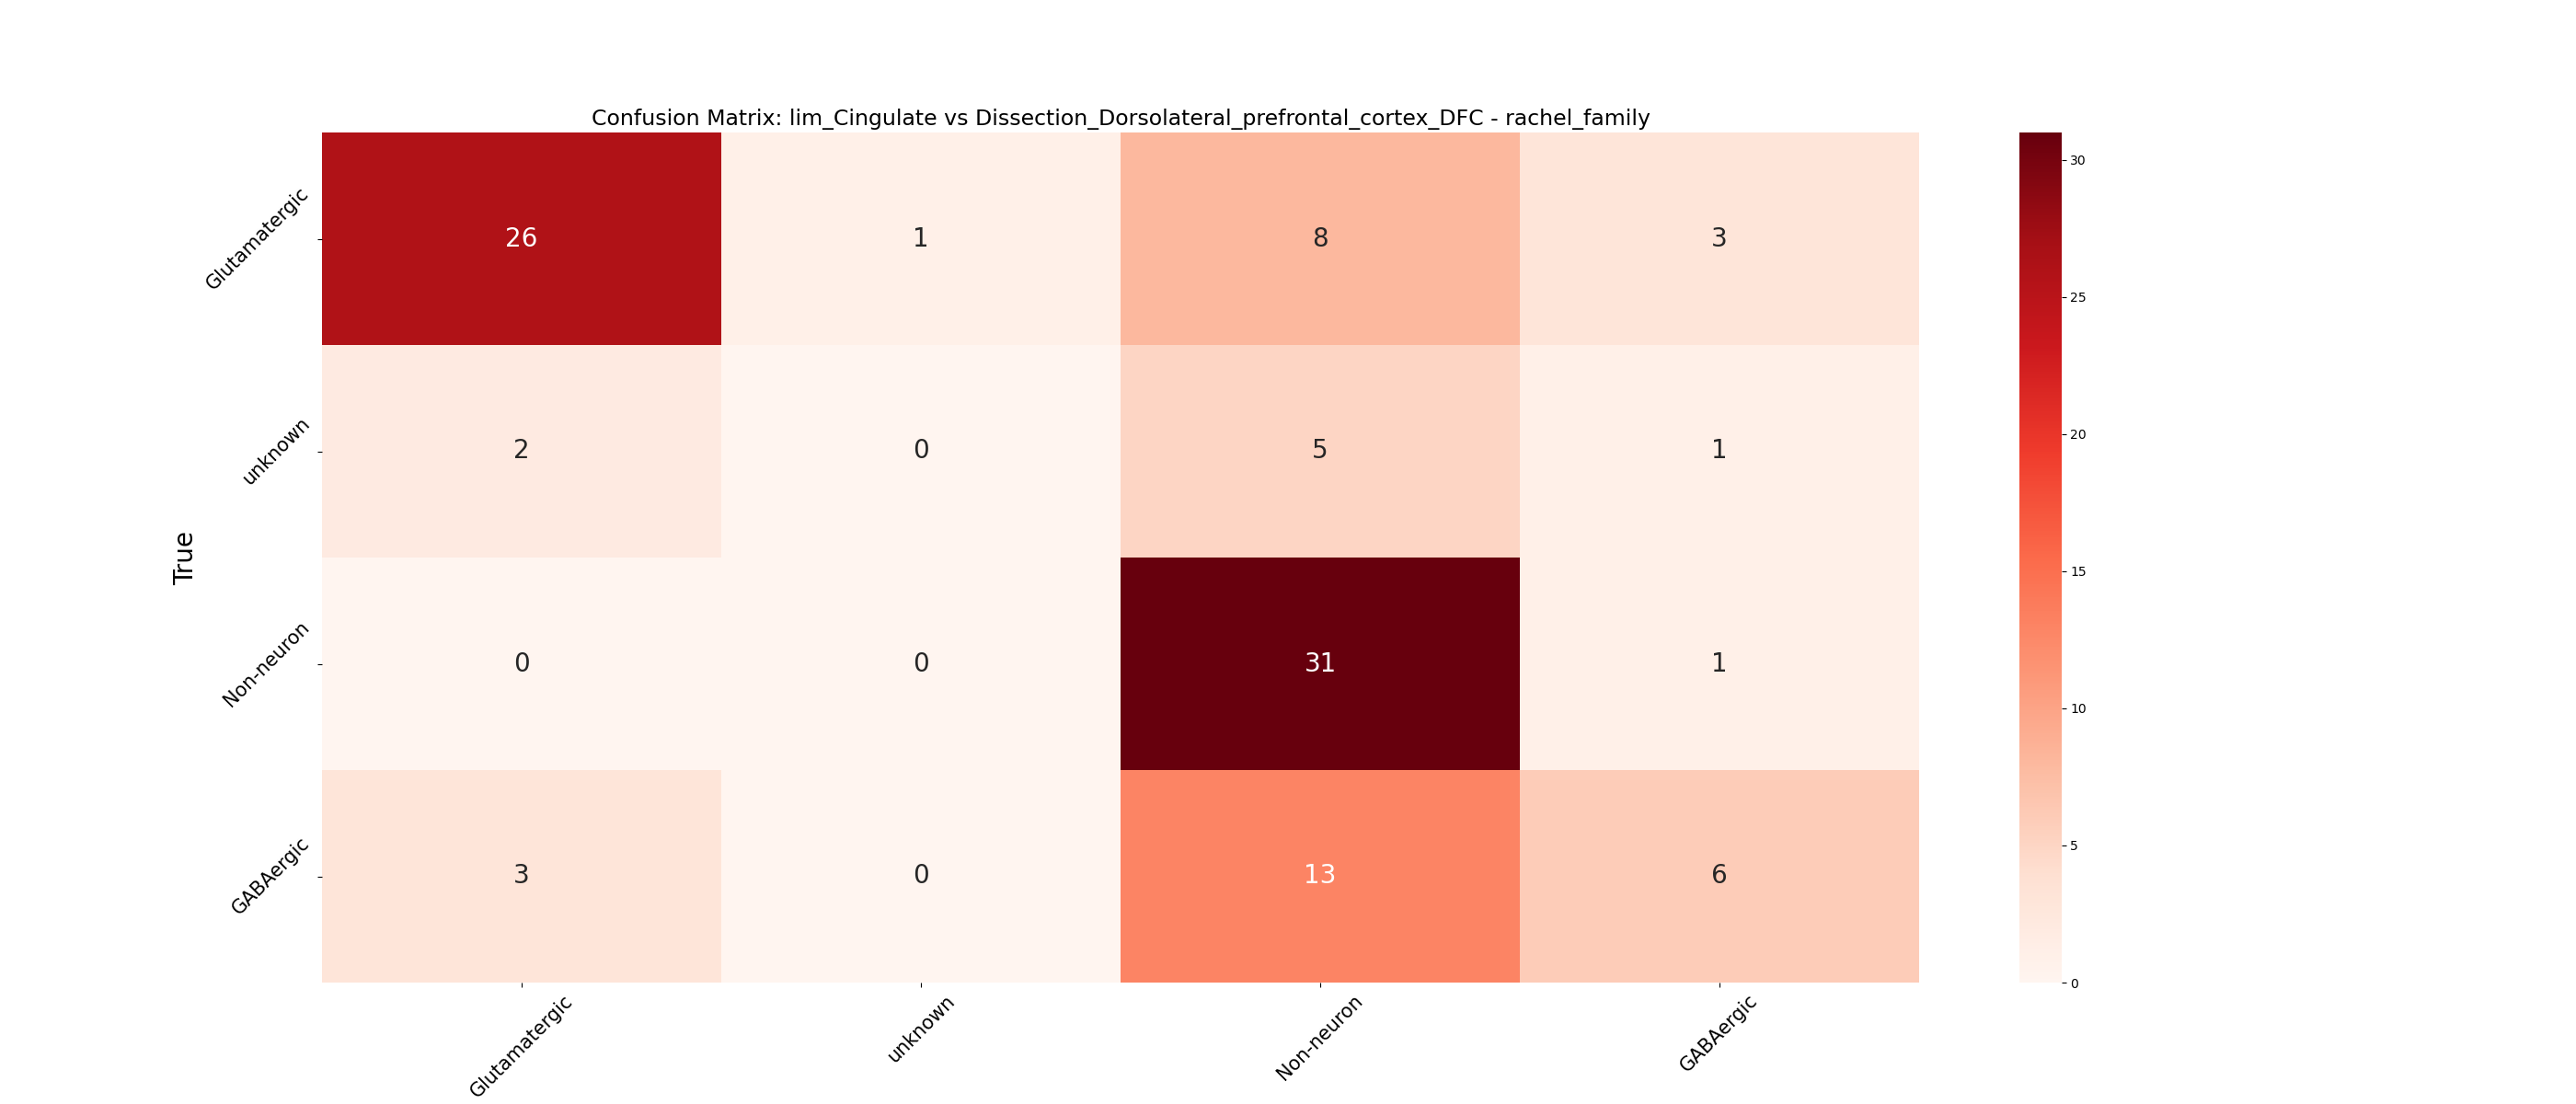 Confusion Matrix: lim_Cingulate vs Dissection_Dorsolateral_prefrontal_cortex_DFC - rachel_family
True
Glutamatergic 26 1 8 3
unknown 2 0 5 1
Non-neuron 0 0 31 1
GABAergic 3 0 13 6
Glutamatergic unknown Non-neuron GABAergic
30
25
20
15
10
5
0